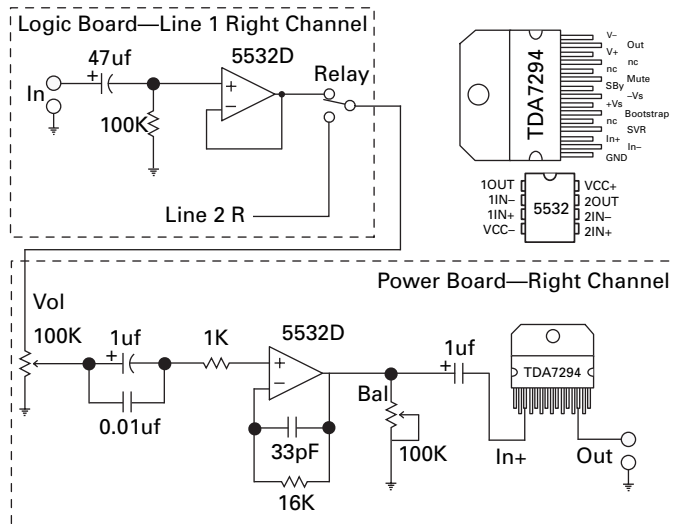 Logic Board—Line 1 Right Channel
47uf
+
5532D
Relay
In
+
−
100K
Line 2 R
TDA7294
V−
Out
V+
nc
nc
Mute
SBy
−Vs
+Vs
Bootstrap
nc
SVR
In+
In−
GND
1OUT
1IN−
1IN+
VCC−
5532
VCC+
2OUT
2IN−
2IN+
Power Board—Right Channel
Vol
100K
1uf
+
0.01uf
1K
5532D
+
−
33pF
16K
Bal
100K
1uf
+
TDA7294
In+
Out